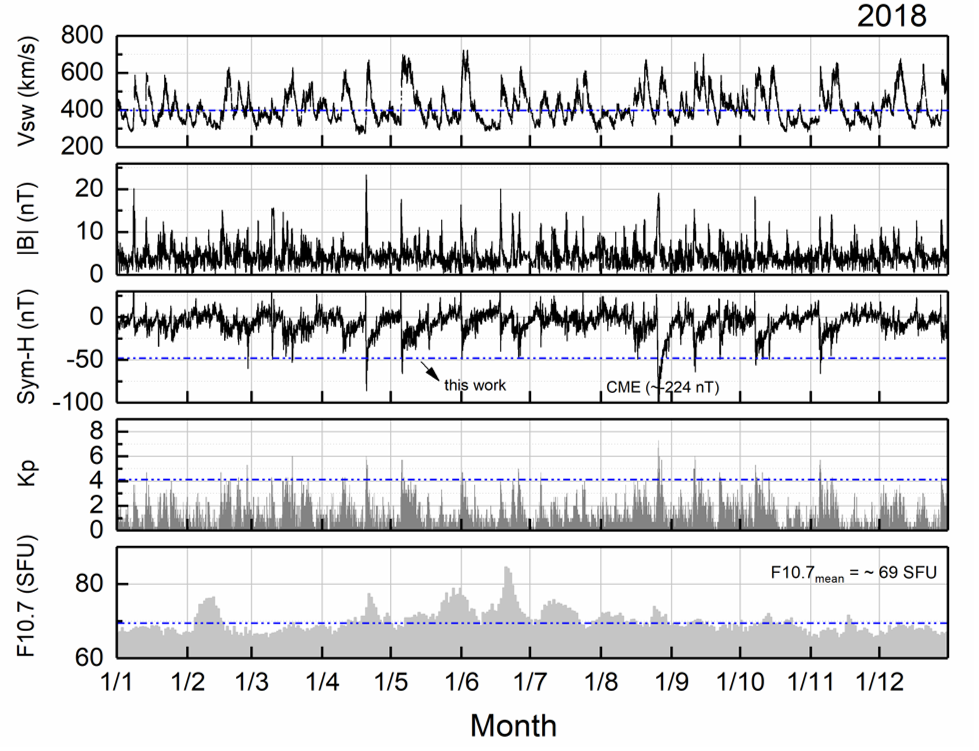 2018
Vsw (km/s)
800
600
400
200
|B| (nT)
20
10
0
Sym-H (nT)
0
-50
-100
this work
CME (~-224 nT)
Kp
8
6
4
2
0
F10.7 (SFU)
80
60
F10.7mean = ~ 69 SFU
1/1 1/2 1/3 1/4 1/5 1/6 1/7 1/8 1/9 1/10 1/11 1/12
Month